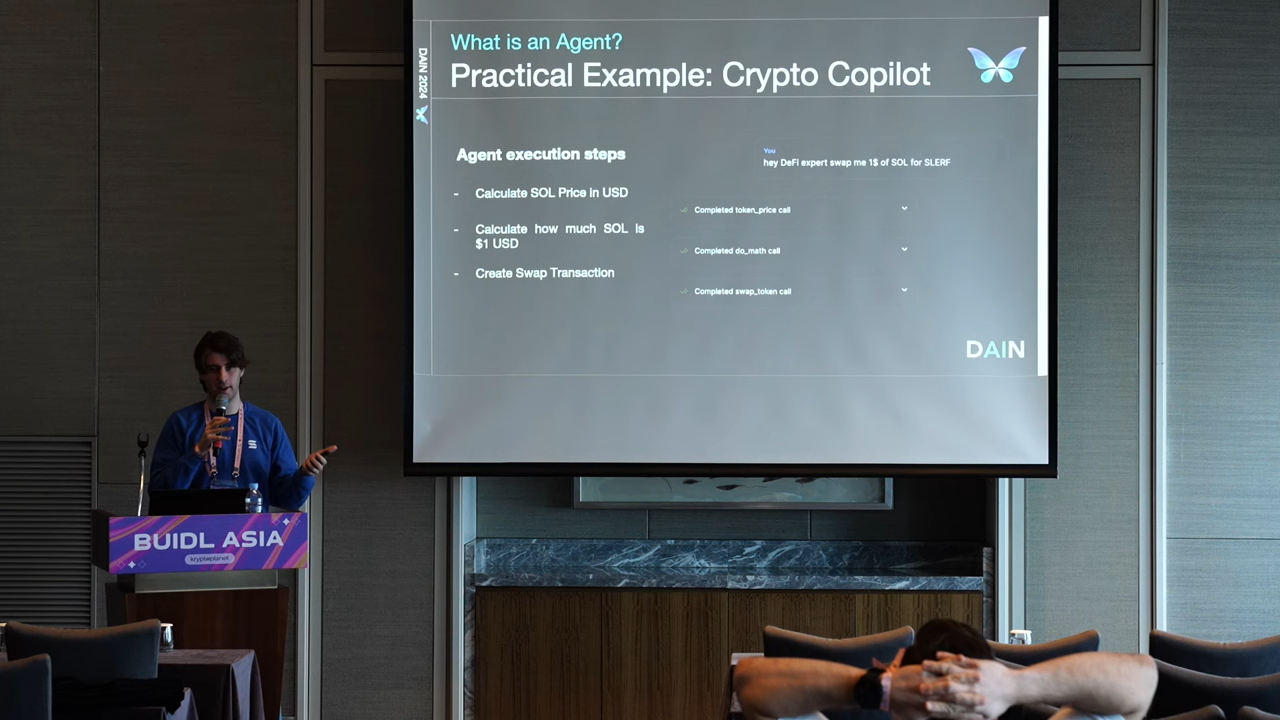 What is an Agent?
Practical Example: Crypto Copilot
DAIN 2024
Agent execution steps
- Calculate SOL Price in USD
- Calculate how much SOL is
$1 USD
- Create Swap Transaction
You
hey DeFi expert swap me 1$ of SOL for SLERF
Completed token_price call
Completed do_math call
Completed swap_token call
DAIN
BUIDL ASIA
kryptoplanet